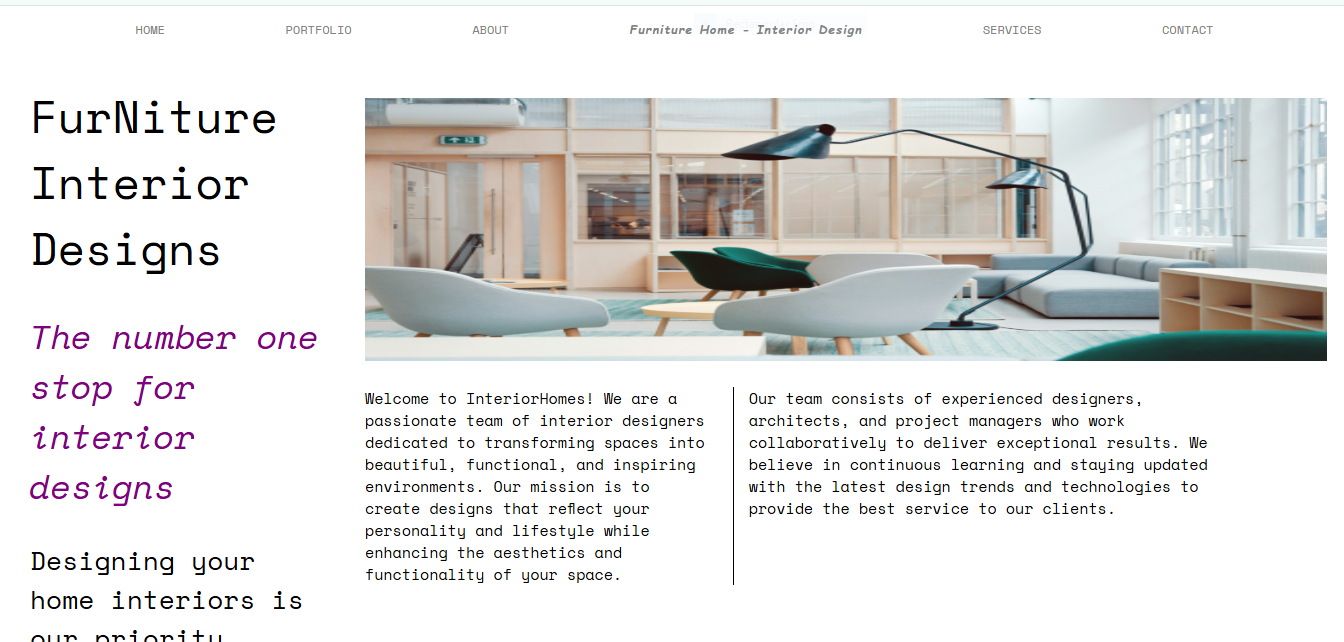 HOME PORTFOLIO ABOUT Furniture Home - Interior Design SERVICES CONTACT
FurNiture
Interior
Designs
The number one
stop for
interior
designs
Designing your
home interiors is
our priority
Welcome to InteriorHomes! We are a
passionate team of interior designers
dedicated to transforming spaces into
beautiful, functional, and inspiring
environments. Our mission is to
create designs that reflect your
personality and lifestyle while
enhancing the aesthetics and
functionality of your space.
Our team consists of experienced designers,
architects, and project managers who work
collaboratively to deliver exceptional results. We
believe in continuous learning and staying updated
with the latest design trends and technologies to
provide the best service to our clients.